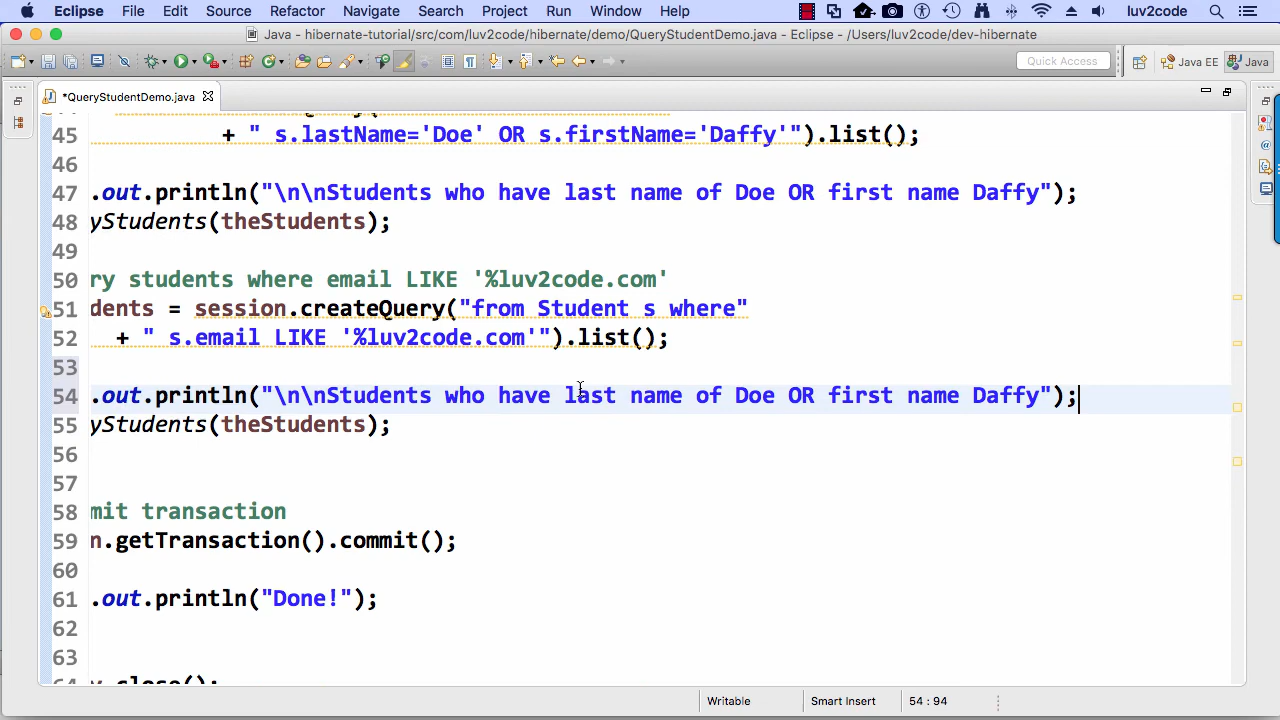 Eclipse File Edit Source Refactor Navigate Search Project Run Window Help luv2code
Java - hibernate-tutorial/src/com/luv2code/hibernate/demo/QueryStudentDemo.java - Eclipse - /Users/luv2code/dev-hibernate
Quick Access Java EE Java
*QueryStudentDemo.java
45 + " s.lastName='Doe' OR s.firstName='Daffy'").list();
46
47 .out.println("\n\nStudents who have last name of Doe OR first name Daffy");
48 yStudents(theStudents);
49
50 ry students where email LIKE '%luv2code.com'
51 dents = session.createQuery("from Student s where"
52 + " s.email LIKE '%luv2code.com'").list();
53
54 .out.println("\n\nStudents who have last name of Doe OR first name Daffy");
55 yStudents(theStudents);
56
57
58 mit transaction
59 n.getTransaction().commit();
60
61 .out.println("Done!");
62
63
Writable Smart Insert 54 : 94